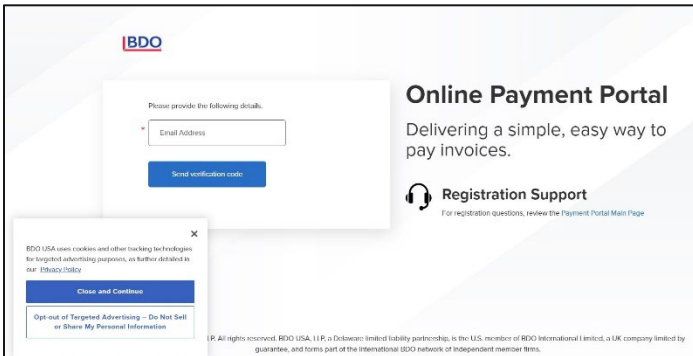 BDO
Please provide the following details.
* Email Address
Send verification code
Online Payment Portal
Delivering a simple, easy way to
pay invoices.
Registration Support
For registration questions, review the Payment Portal Main Page
BDO USA uses cookies and other tracking technologies
for targeted advertising purposes, as further detailed in
our Privacy Policy
Close and Continue
Opt-out of Targeted Advertising – Do Not Sell
or Share My Personal Information
LP. All rights reserved. BDO USA, LLP, a Delaware limited liability partnership, is the U.S. member of BDO International Limited, a UK company limited by
guarantee, and forms part of the international BDO network of independent member firms.